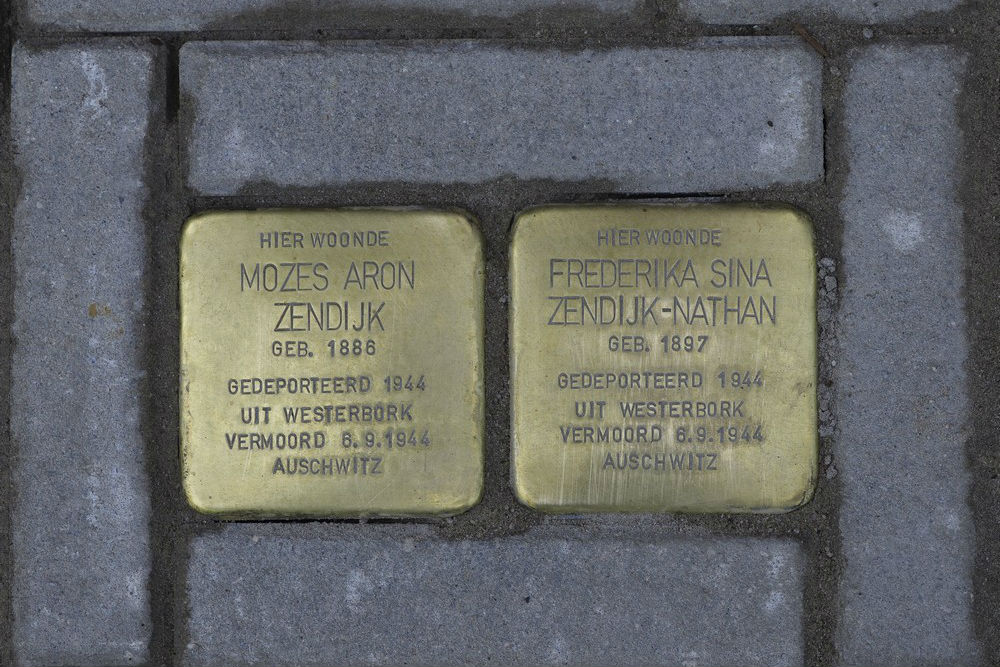 HIER WOONDE
MOZES ARON
ZENDIJK
GEB. 1886
GEDEPORTEERD 1944
UIT WESTERBORK
VERMOORD 6.9.1944
AUSCHWITZ
HIER WOONDE
FREDERIKA SINA
ZENDIJK-NATHAN
GEB. 1897
GEDEPORTEERD 1944
UIT WESTERBORK
VERMOORD 6.9.1944
AUSCHWITZ